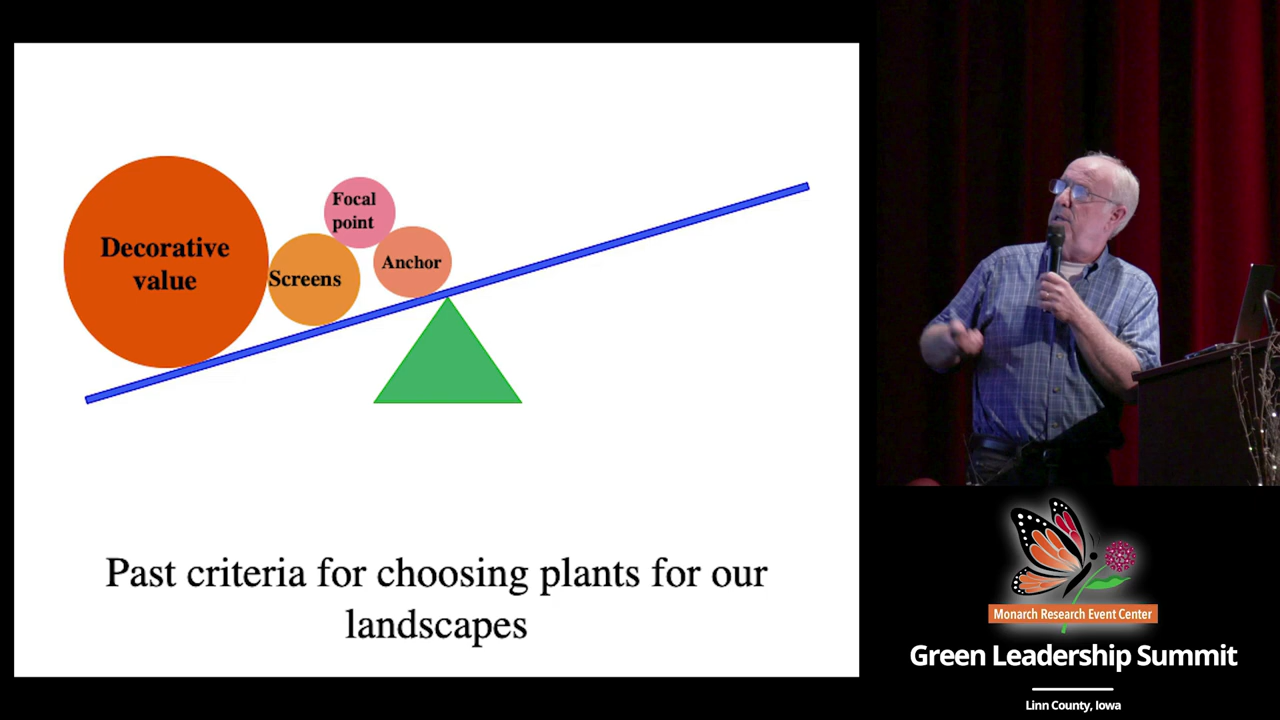 Decorative
value
Screens
Focal
point
Anchor
Past criteria for choosing plants for our
landscapes
Monarch Research Event Center
Green Leadership Summit
Linn County, Iowa